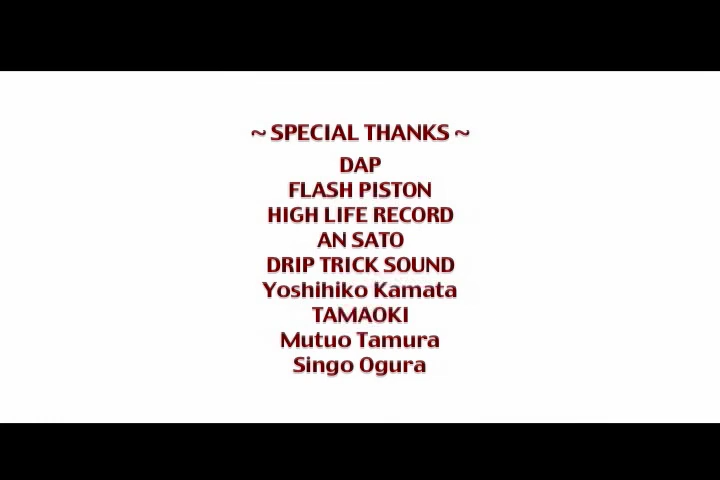 ~ SPECIAL THANKS ~
DAP
FLASH PISTON
HIGH LIFE RECORD
AN SATO
DRIP TRICK SOUND
Yoshihiko Kamata
TAMAOKI
Mutuo Tamura
Singo Ogura